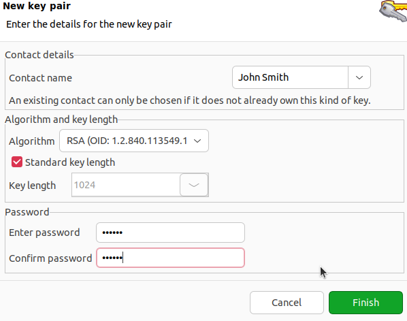 New key pair
Enter the details for the new key pair
Contact details
Contact name John Smith
An existing contact can only be chosen if it does not already own this kind of key.
Algorithm and key length
Algorithm RSA (OID: 1.2.840.113549.1
Standard key length
Key length 1024
Password
Enter password ••••••
Confirm password ••••••
Cancel Finish